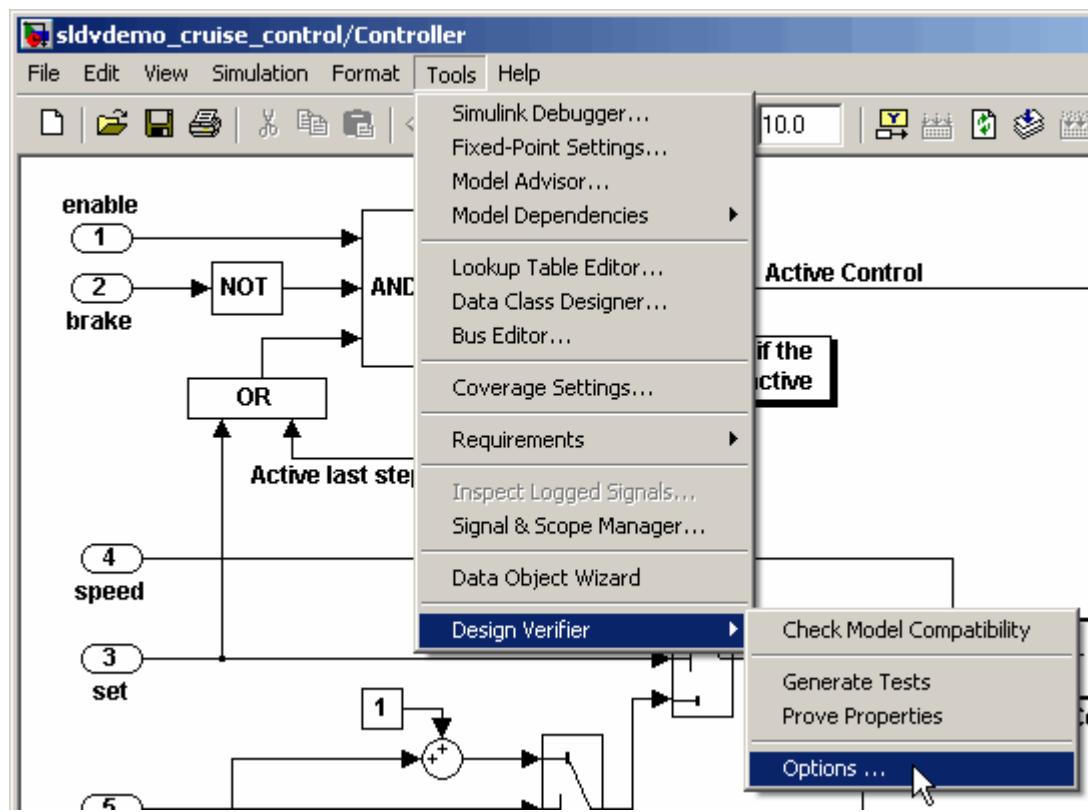 sldvdemo_cruise_control/Controller
File Edit View Simulation Format Tools Help
10.0
Simulink Debugger...
Fixed-Point Settings...
Model Advisor...
Model Dependencies
Lookup Table Editor...
Data Class Designer...
Bus Editor...
Coverage Settings...
Requirements
Inspect Logged Signals...
Signal & Scope Manager...
Data Object Wizard
Design Verifier
Check Model Compatibility
Generate Tests
Prove Properties
Options ...
enable
1
2
brake
NOT
AND
Active Control
if the
OR
Active last
4
speed
3
set
1
+
+
5